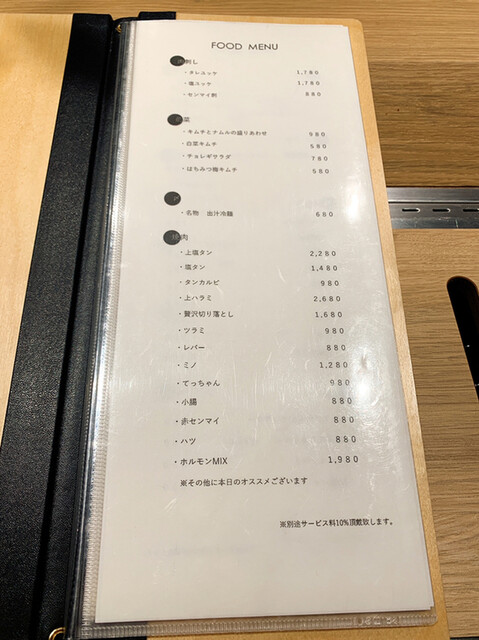 FOOD MENU
肉刺し
・タレユッケ 1,780
・塩ユッケ 1,780
・センマイ刺 880
前菜
・キムチとナムルの盛りあわせ 980
・白菜キムチ 580
・チョレギサラダ 780
・はちみつ梅キムチ 580
・名物 出汁冷麺 680
焼肉
・上塩タン 2,280
・塩タン 1,480
・タンカルビ 980
・上ハラミ 2,680
・贅沢切り落とし 1,680
・ツラミ 980
・レバー 880
・ミノ 1,280
・てっちゃん 980
・小腸 880
・赤センマイ 880
・ハツ 880
・ホルモンMIX 1,980
※その他に本日のオススメございます
※別途サービス料10%頂戴致します。